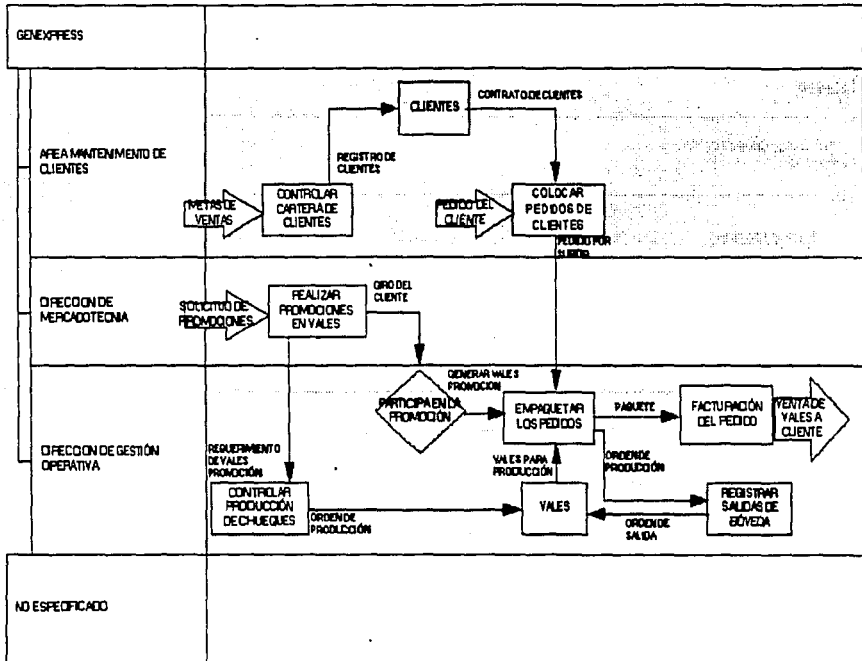 GENEXPRESS
AREA MANTENIMENTO DE
CLIENTES
CLIENTES
CONTRATO DE CLIENTES
REGISTRO DE
CLIENTES
METAS DE
VENTAS
CONTROLAR
CARTERA DE
CLIENTES
PEDIDO DEL
CLIENTE
COLOCAR
PEDIDOS DE
CLIENTES
PEDIDO POR
DIRECCION DE
MERCADOTECNIA
SOLICITUD DE
PROMOCIONES
REALIZAR
PROMOCIONES
EN VALES
GIRO DEL
CLIENTE
DIRECCION DE GESTIÓN
OPERATIVA
PARTICIPA EN LA
PROMOCIÓN
GENERAR VALES
PROMOCION
EMPAQUETAR
LOS PEDIDOS
PAQUETE
FACTURACIÓN
DEL PEDIDO
VENTA DE
VALES A
CLIENTE
REQUERIMIENTO
DE VALES
PROMOCIÓN
VALES PARA
PRODUCCIÓN
ORDEN DE
PRODUCCIÓN
CONTROLAR
PRODUCCIÓN
DE CHUEQUES
ORDEN DE
PRODUCCIÓN
VALES
ORDEN DE
SALIDA
REGISTRAR
SALIDAS DE
BÓVEDA
NO ESPECIFICADO